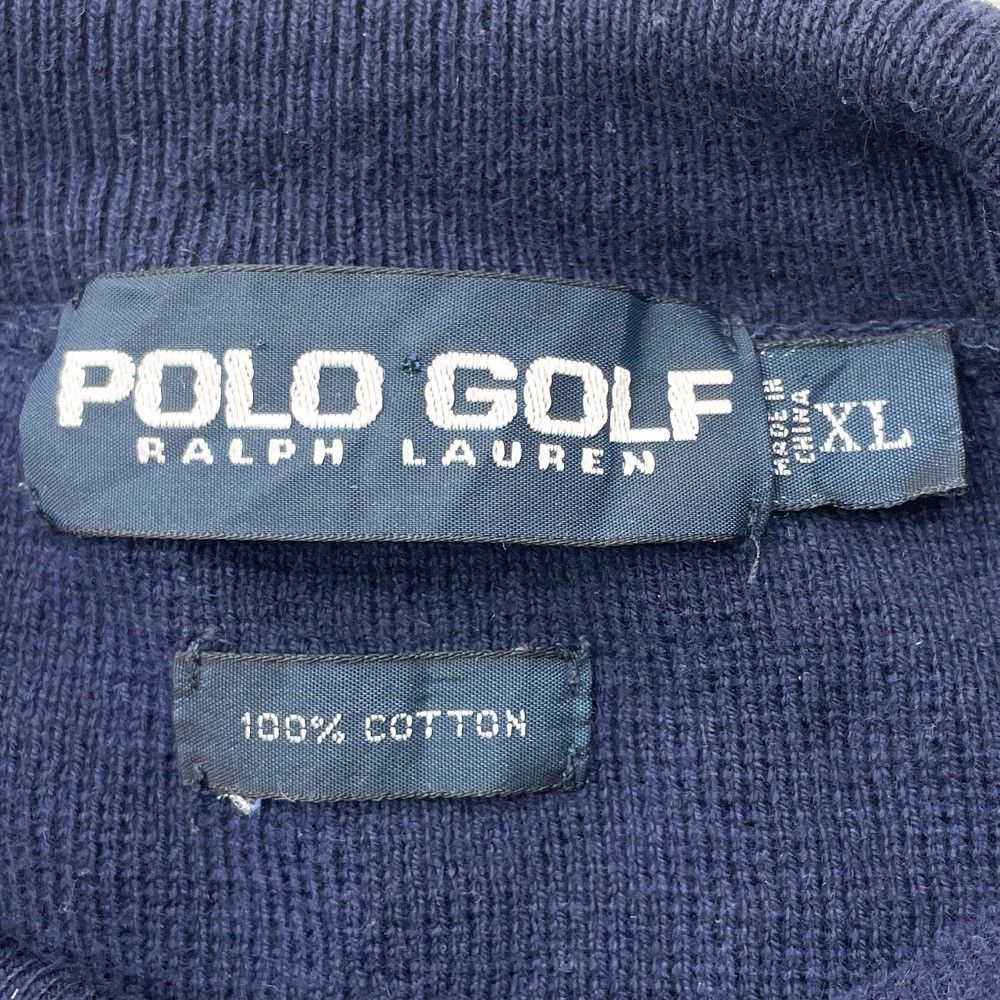 POLO GOLF
RALPH LAUREN
MADE IN
CHINA
XL
100% COTTON